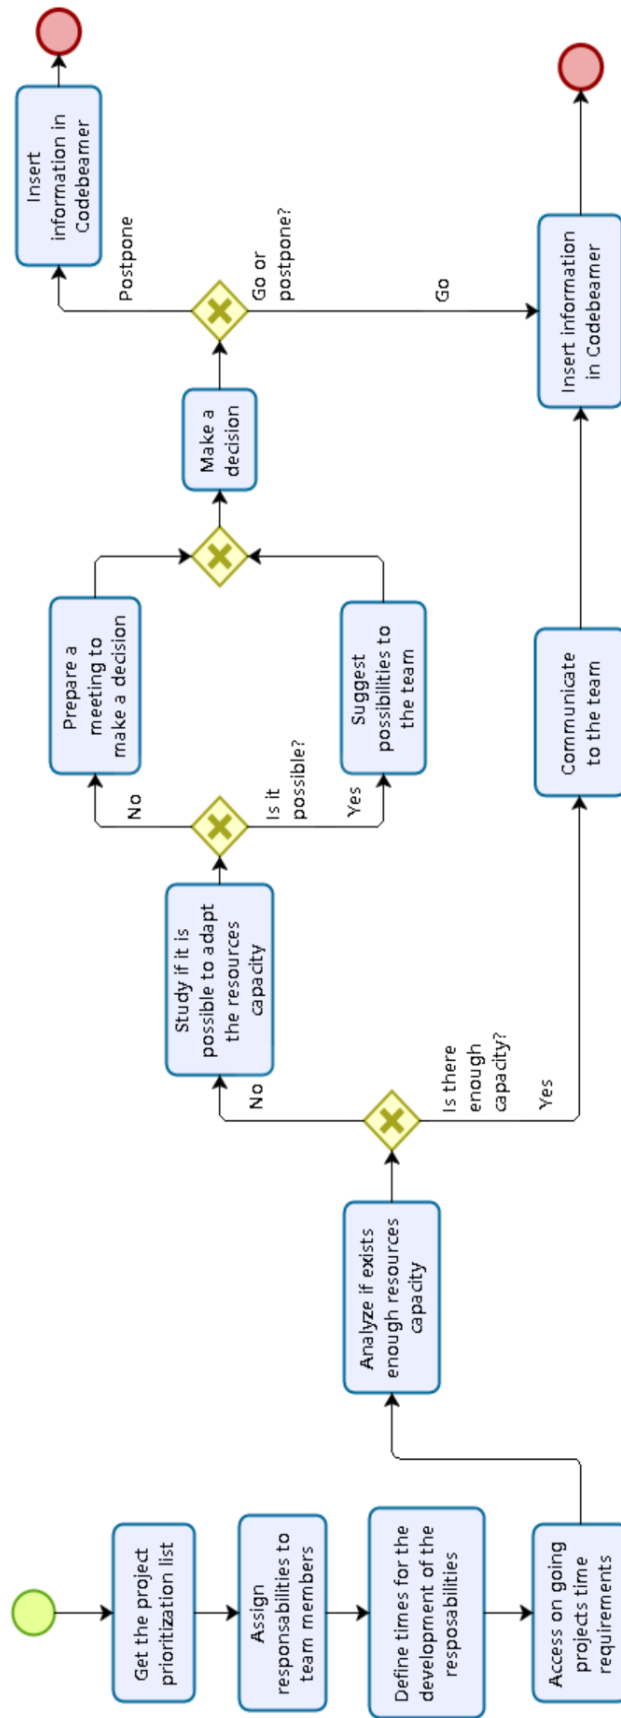 Get the project
prioritization list
Assign
responsabilities to
team members
Define times for the
development of the
resposabilities
Access on going
projects time
requirements
Analyze if exists
enough resources
capacity
Is there
enough
capacity?
No
Yes
Study if it is
possible to adapt
the resources
capacity
Is it
possible?
No
Yes
Prepare a
meeting to
make a decision
Suggest
possibilities to
the team
Communicate
to the team
Make a
decision
Go or
postpone?
Postpone
Go
Insert
information in
Codebearner
Insert information
in Codebearner